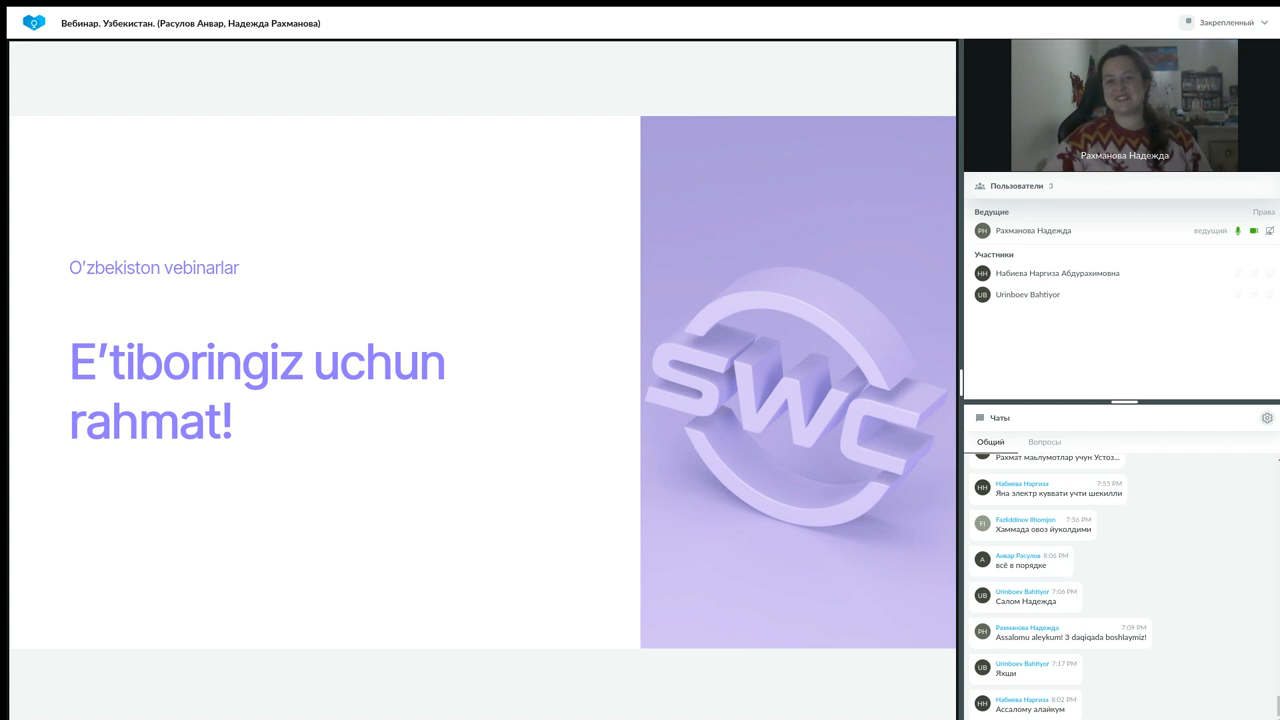 Вебинар. Узбекистан. (Расулов Анвар, Надежда Рахманова)
Закрепленный
O‘zbekiston vebinarlar
E’tiboringiz uchun
rahmat!
SWC
Рахманова Надежда
Пользователи 3
Ведущие Права
РН Рахманова Надежда ведущий
Участники
НН Набиева Наргиза Абдурахимовна
UB Urinboev Bahtiyor
Чаты
Общий Вопросы
Рахмат маълумотлар учун Устоз...
НН Набиева Наргиза 7:55 PM
Яна электр куввати учти шекилли
FI Fazliddinov Ilhomjon 7:56 PM
Хаммада овоз йуколдими
А Анвар Расулов 8:06 PM
всё в порядке
UB Urinboev Bahtiyor 7:06 PM
Салом Надежда
РН Рахманова Надежда 7:09 PM
Assalomu aleykum! 3 daqiqada boshlaymiz!
UB Urinboev Bahtiyor 7:17 PM
Яхши
НН Набиева Наргиза 8:02 PM
Ассалому алайкум